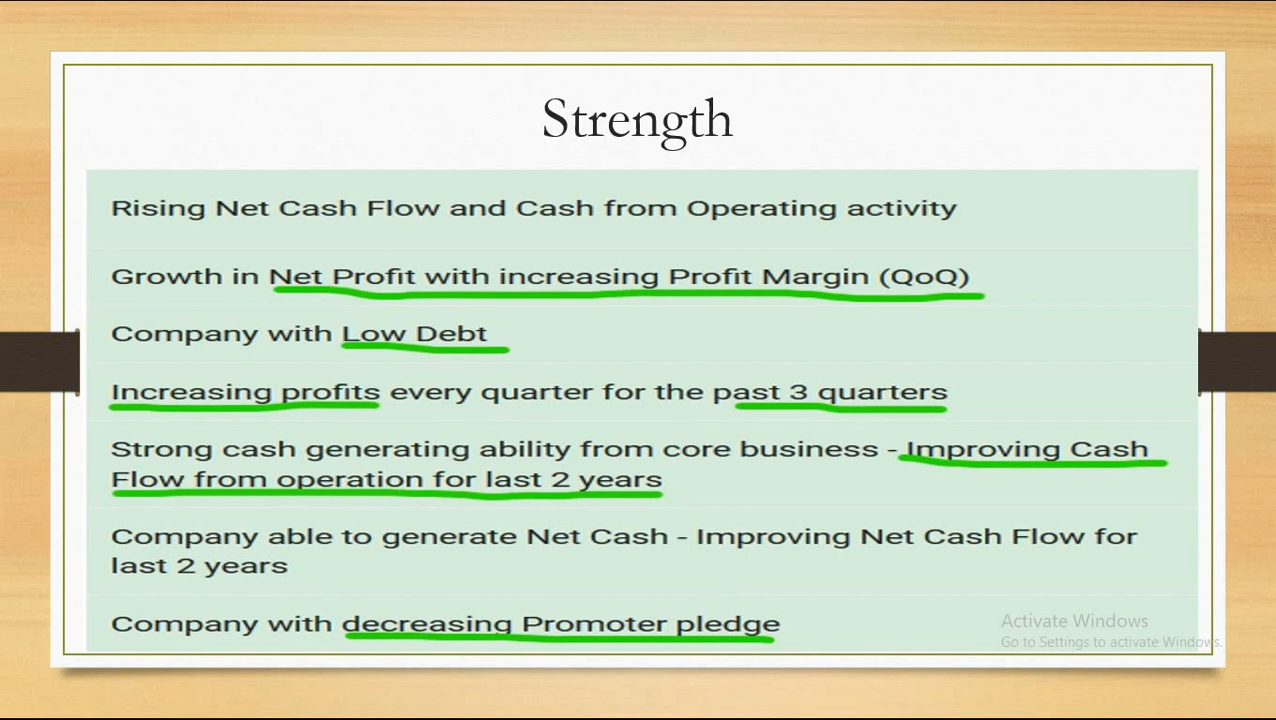 Strength
Rising Net Cash Flow and Cash from Operating activity
Growth in Net Profit with increasing Profit Margin (QoQ)
Company with Low Debt
Increasing profits every quarter for the past 3 quarters
Strong cash generating ability from core business - Improving Cash
Flow from operation for last 2 years
Company able to generate Net Cash - Improving Net Cash Flow for
last 2 years
Company with decreasing Promoter pledge
Activate Windows
Go to Settings to activate Windows.